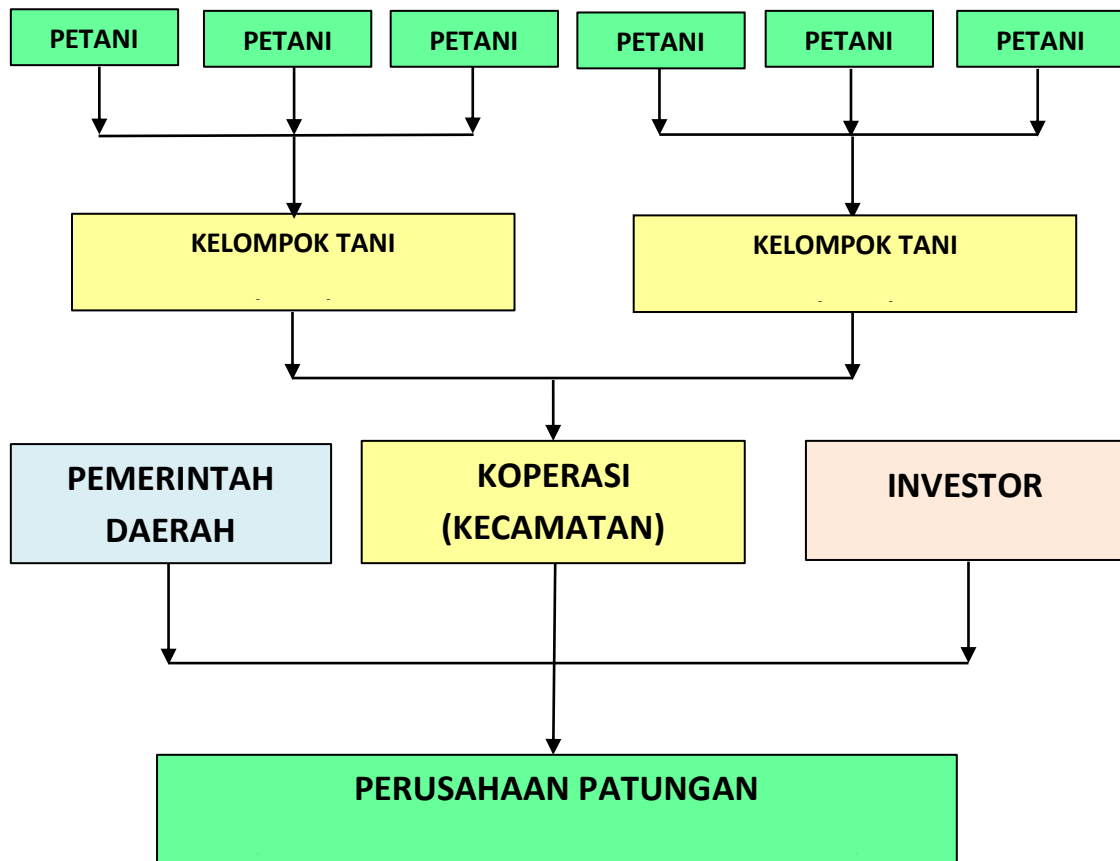 PETANI
PETANI
PETANI
PETANI
PETANI
PETANI
KELOMPOK TANI
KELOMPOK TANI
PEMERINTAH
DAERAH
KOPERASI
(KECAMATAN)
INVESTOR
PERUSAHAAN PATUNGAN